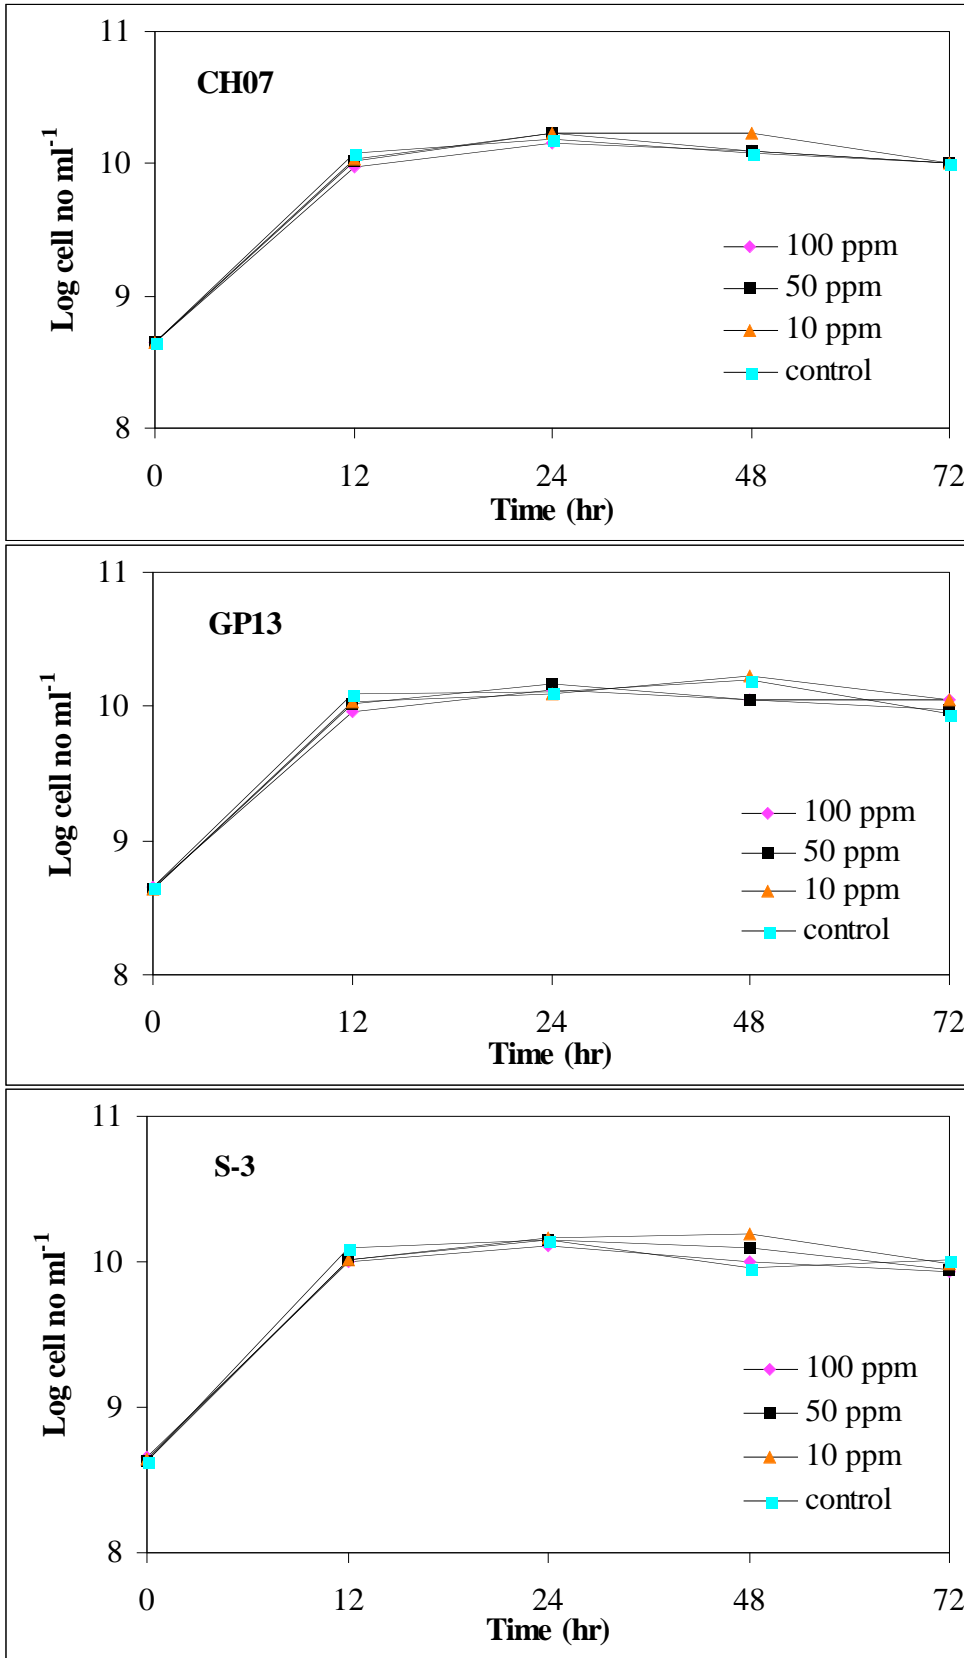 11
CH07
10
9
8
Log cell no ml-1
100 ppm
50 ppm
10 ppm
control
0 12 24 48 72
Time (hr)
11
GP13
10
9
8
Log cell no ml-1
100 ppm
50 ppm
10 ppm
control
0 12 24 48 72
Time (hr)
11
S-3
10
9
8
Log cell no ml-1
100 ppm
50 ppm
10 ppm
control
0 12 24 48 72
Time (hr)